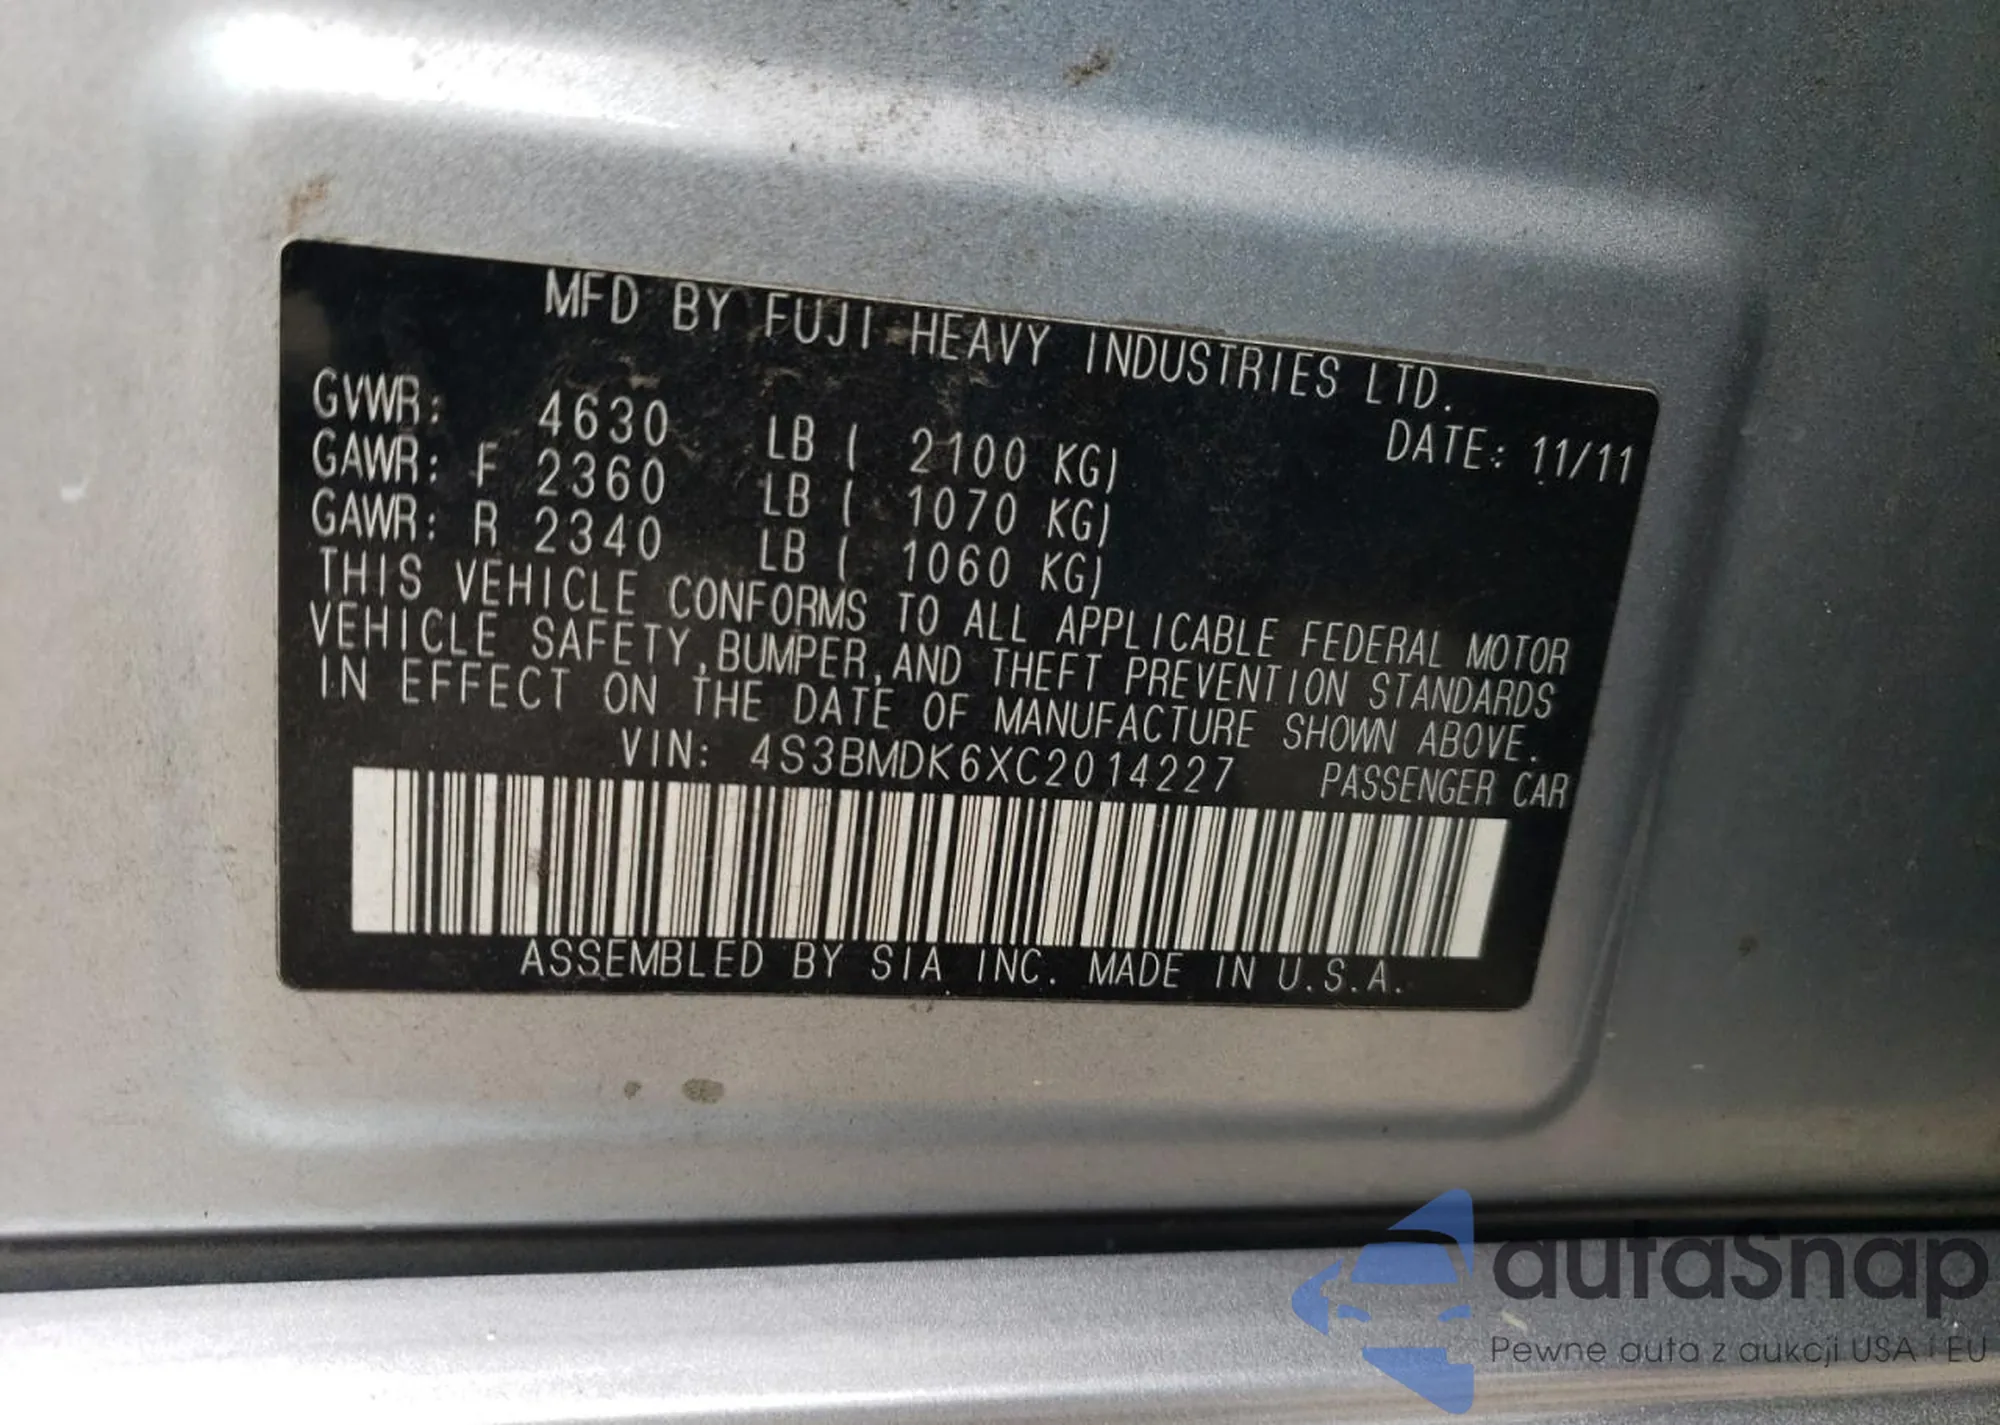 MFD BY FUJI HEAVY INDUSTRIES LTD.
GVWR: 4630 LB ( 2100 KG) DATE: 11/11
GAWR: F 2360 LB ( 1070 KG)
GAWR: R 2340 LB ( 1060 KG)
THIS VEHICLE CONFORMS TO ALL APPLICABLE FEDERAL MOTOR
VEHICLE SAFETY, BUMPER, AND THEFT PREVENTION STANDARDS
IN EFFECT ON THE DATE OF MANUFACTURE SHOWN ABOVE.
VIN: 4S3BMDK6XC2014227 PASSENGER CAR
ASSEMBLED BY SIA INC. MADE IN U.S.A.
autaSnap
Pewne auta z aukcji USA i EU